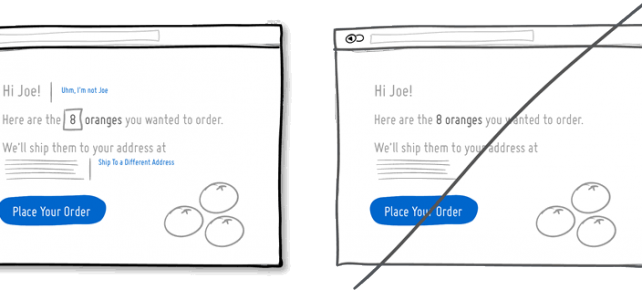 Hi Joe!
Uhm, I'm not Joe
Here are the 8 oranges you wanted to order.
We'll ship them to your address at
Ship To a Different Address
Place Your Order
Hi Joe!
Here are the 8 oranges you wanted to order.
We'll ship them to your address at
Place Your Order